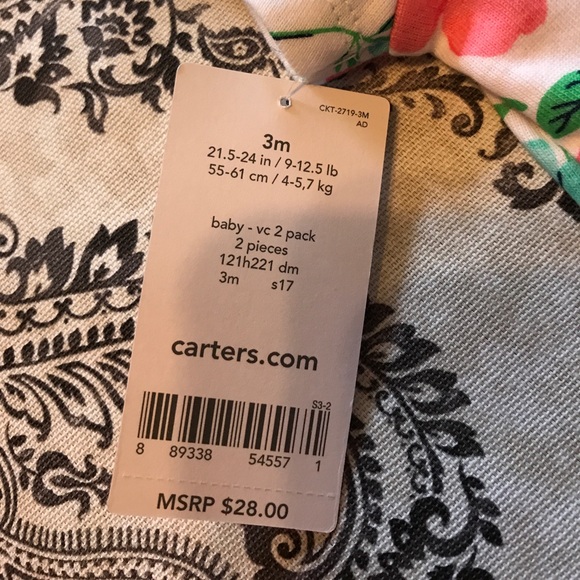 CKT-2719-3M
AD
3m
21.5-24 in / 9-12.5 lb
55-61 cm / 4-5,7 kg
baby - vc 2 pack
2 pieces
121h221 dm
3m s17
carters.com
S3-2
8 89338 54557 1
MSRP $28.00